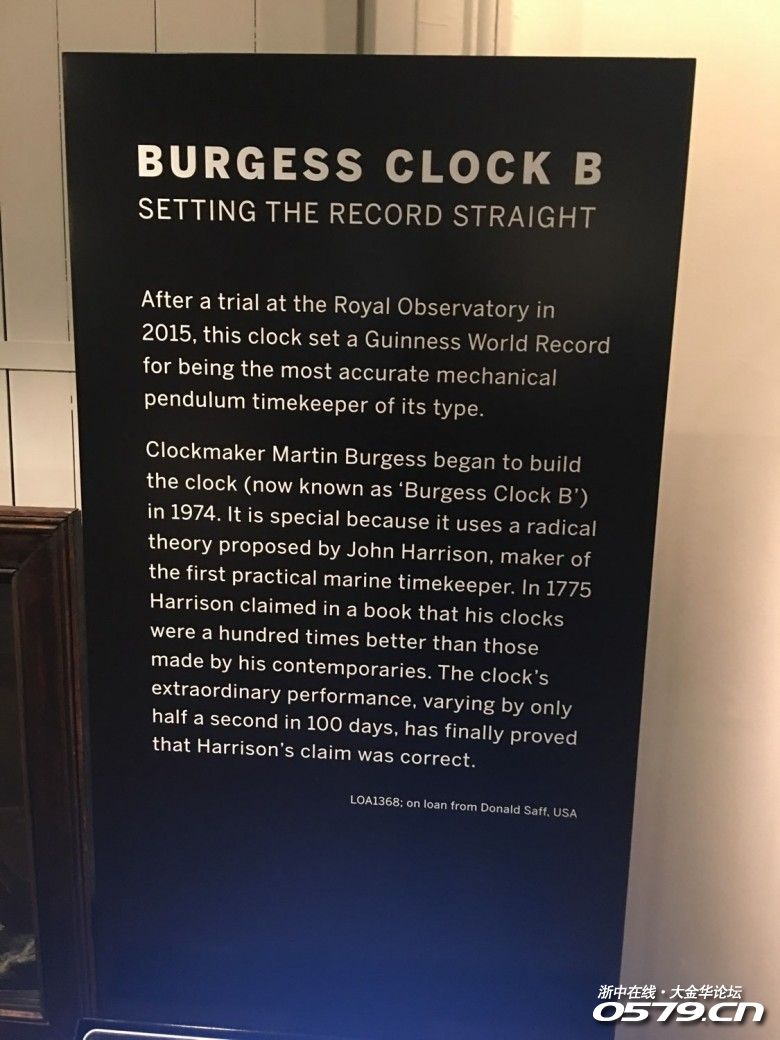 BURGESS CLOCK B
SETTING THE RECORD STRAIGHT
After a trial at the Royal Observatory in
2015, this clock set a Guinness World Record
for being the most accurate mechanical
pendulum timekeeper of its type.
Clockmaker Martin Burgess began to build
the clock (now known as ‘Burgess Clock B’)
in 1974. It is special because it uses a radical
theory proposed by John Harrison, maker of
the first practical marine timekeeper. In 1775
Harrison claimed in a book that his clocks
were a hundred times better than those
made by his contemporaries. The clock’s
extraordinary performance, varying by only
half a second in 100 days, has finally proved
that Harrison’s claim was correct.
LOA1368; on loan from Donald Saff, USA
浙中在线·大金华论坛
0579.cn